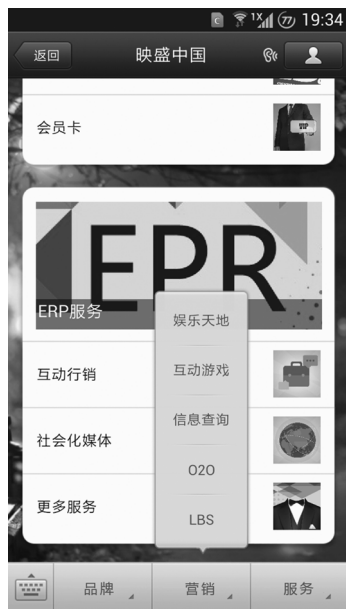 1X 77 19:34
返回 映盛中国
会员卡
VIP
EPR
ERP服务
互动行销
社会化媒体
更多服务
娱乐天地
互动游戏
信息查询
O2O
LBS
品牌 营销 服务